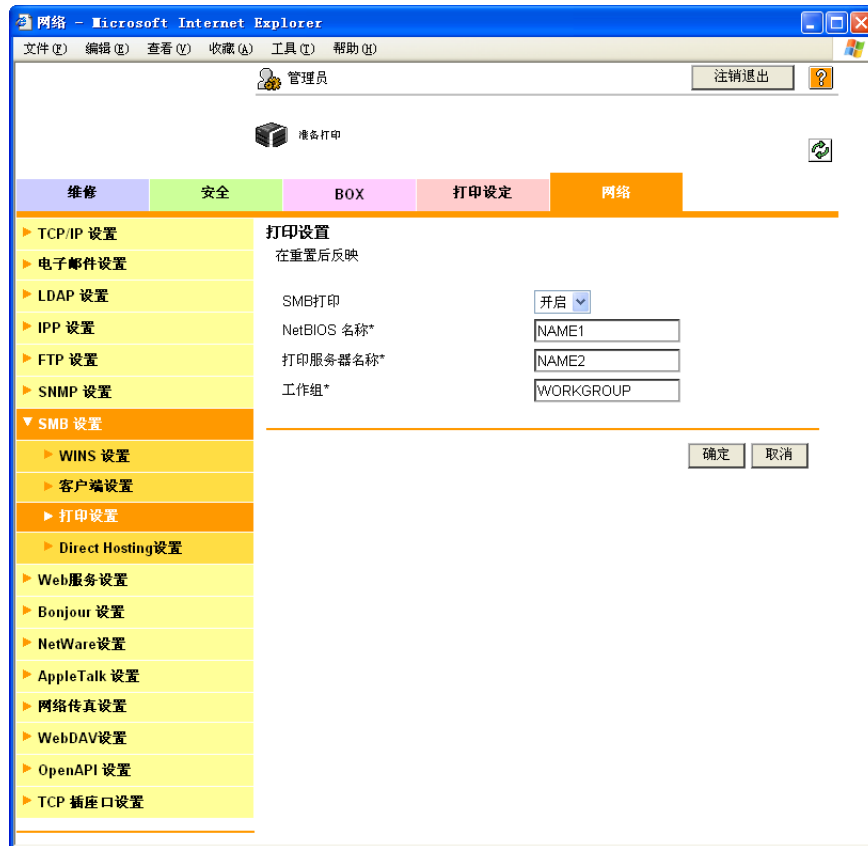 网络 - Microsoft Internet Explorer
文件(F) 编辑(E) 查看(V) 收藏(A) 工具(T) 帮助(H)
管理员
注销退出
?
准备打印
维修 安全 BOX 打印设定 网络
TCP/IP 设置
电子邮件设置
LDAP 设置
IPP 设置
FTP 设置
SNMP 设置
SMB 设置
WINS 设置
客户端设置
打印设置
Direct Hosting设置
Web服务设置
Bonjour 设置
NetWare设置
AppleTalk 设置
网络传真设置
WebDAV设置
OpenAPI 设置
TCP 插座口设置
打印设置
在重置后反映
SMB打印 开启
NetBIOS 名称* NAME1
打印服务器名称* NAME2
工作组* WORKGROUP
确定 取消